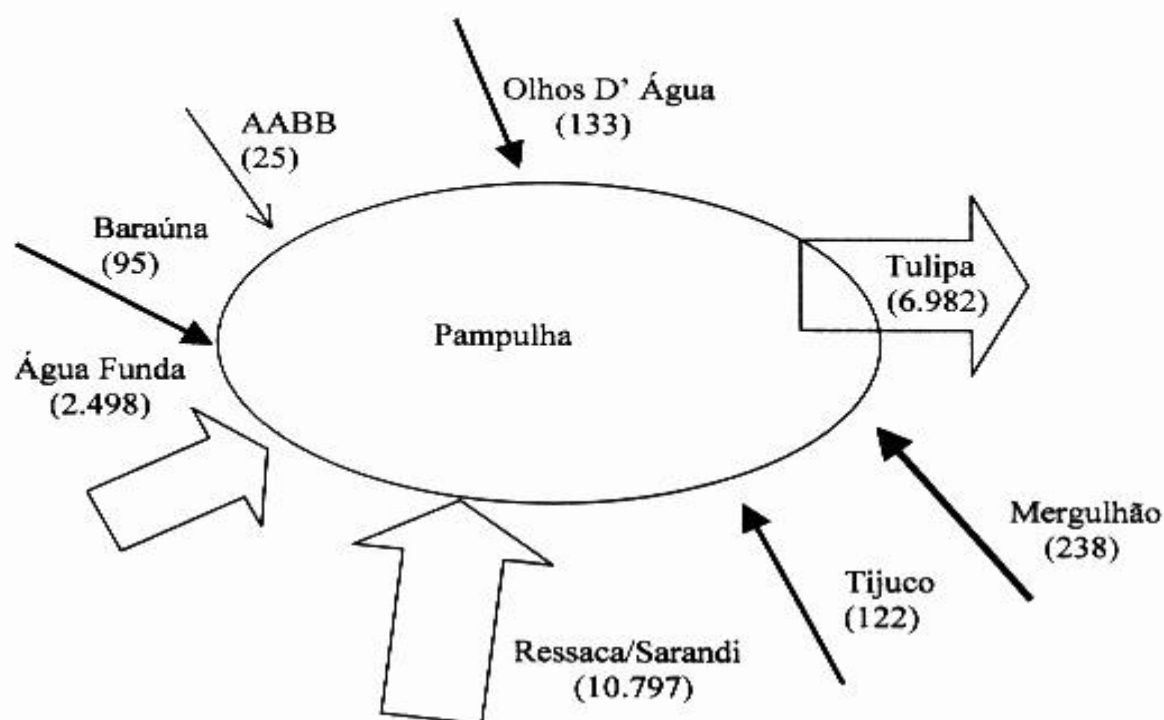 Olhos D' Água
(133)
AABB
(25)
Baraúna
(95)
Tulipa
(6.982)
Pampulha
Água Funda
(2.498)
Mergulhão
(238)
Tijuco
(122)
Ressaca/Sarandi
(10.797)